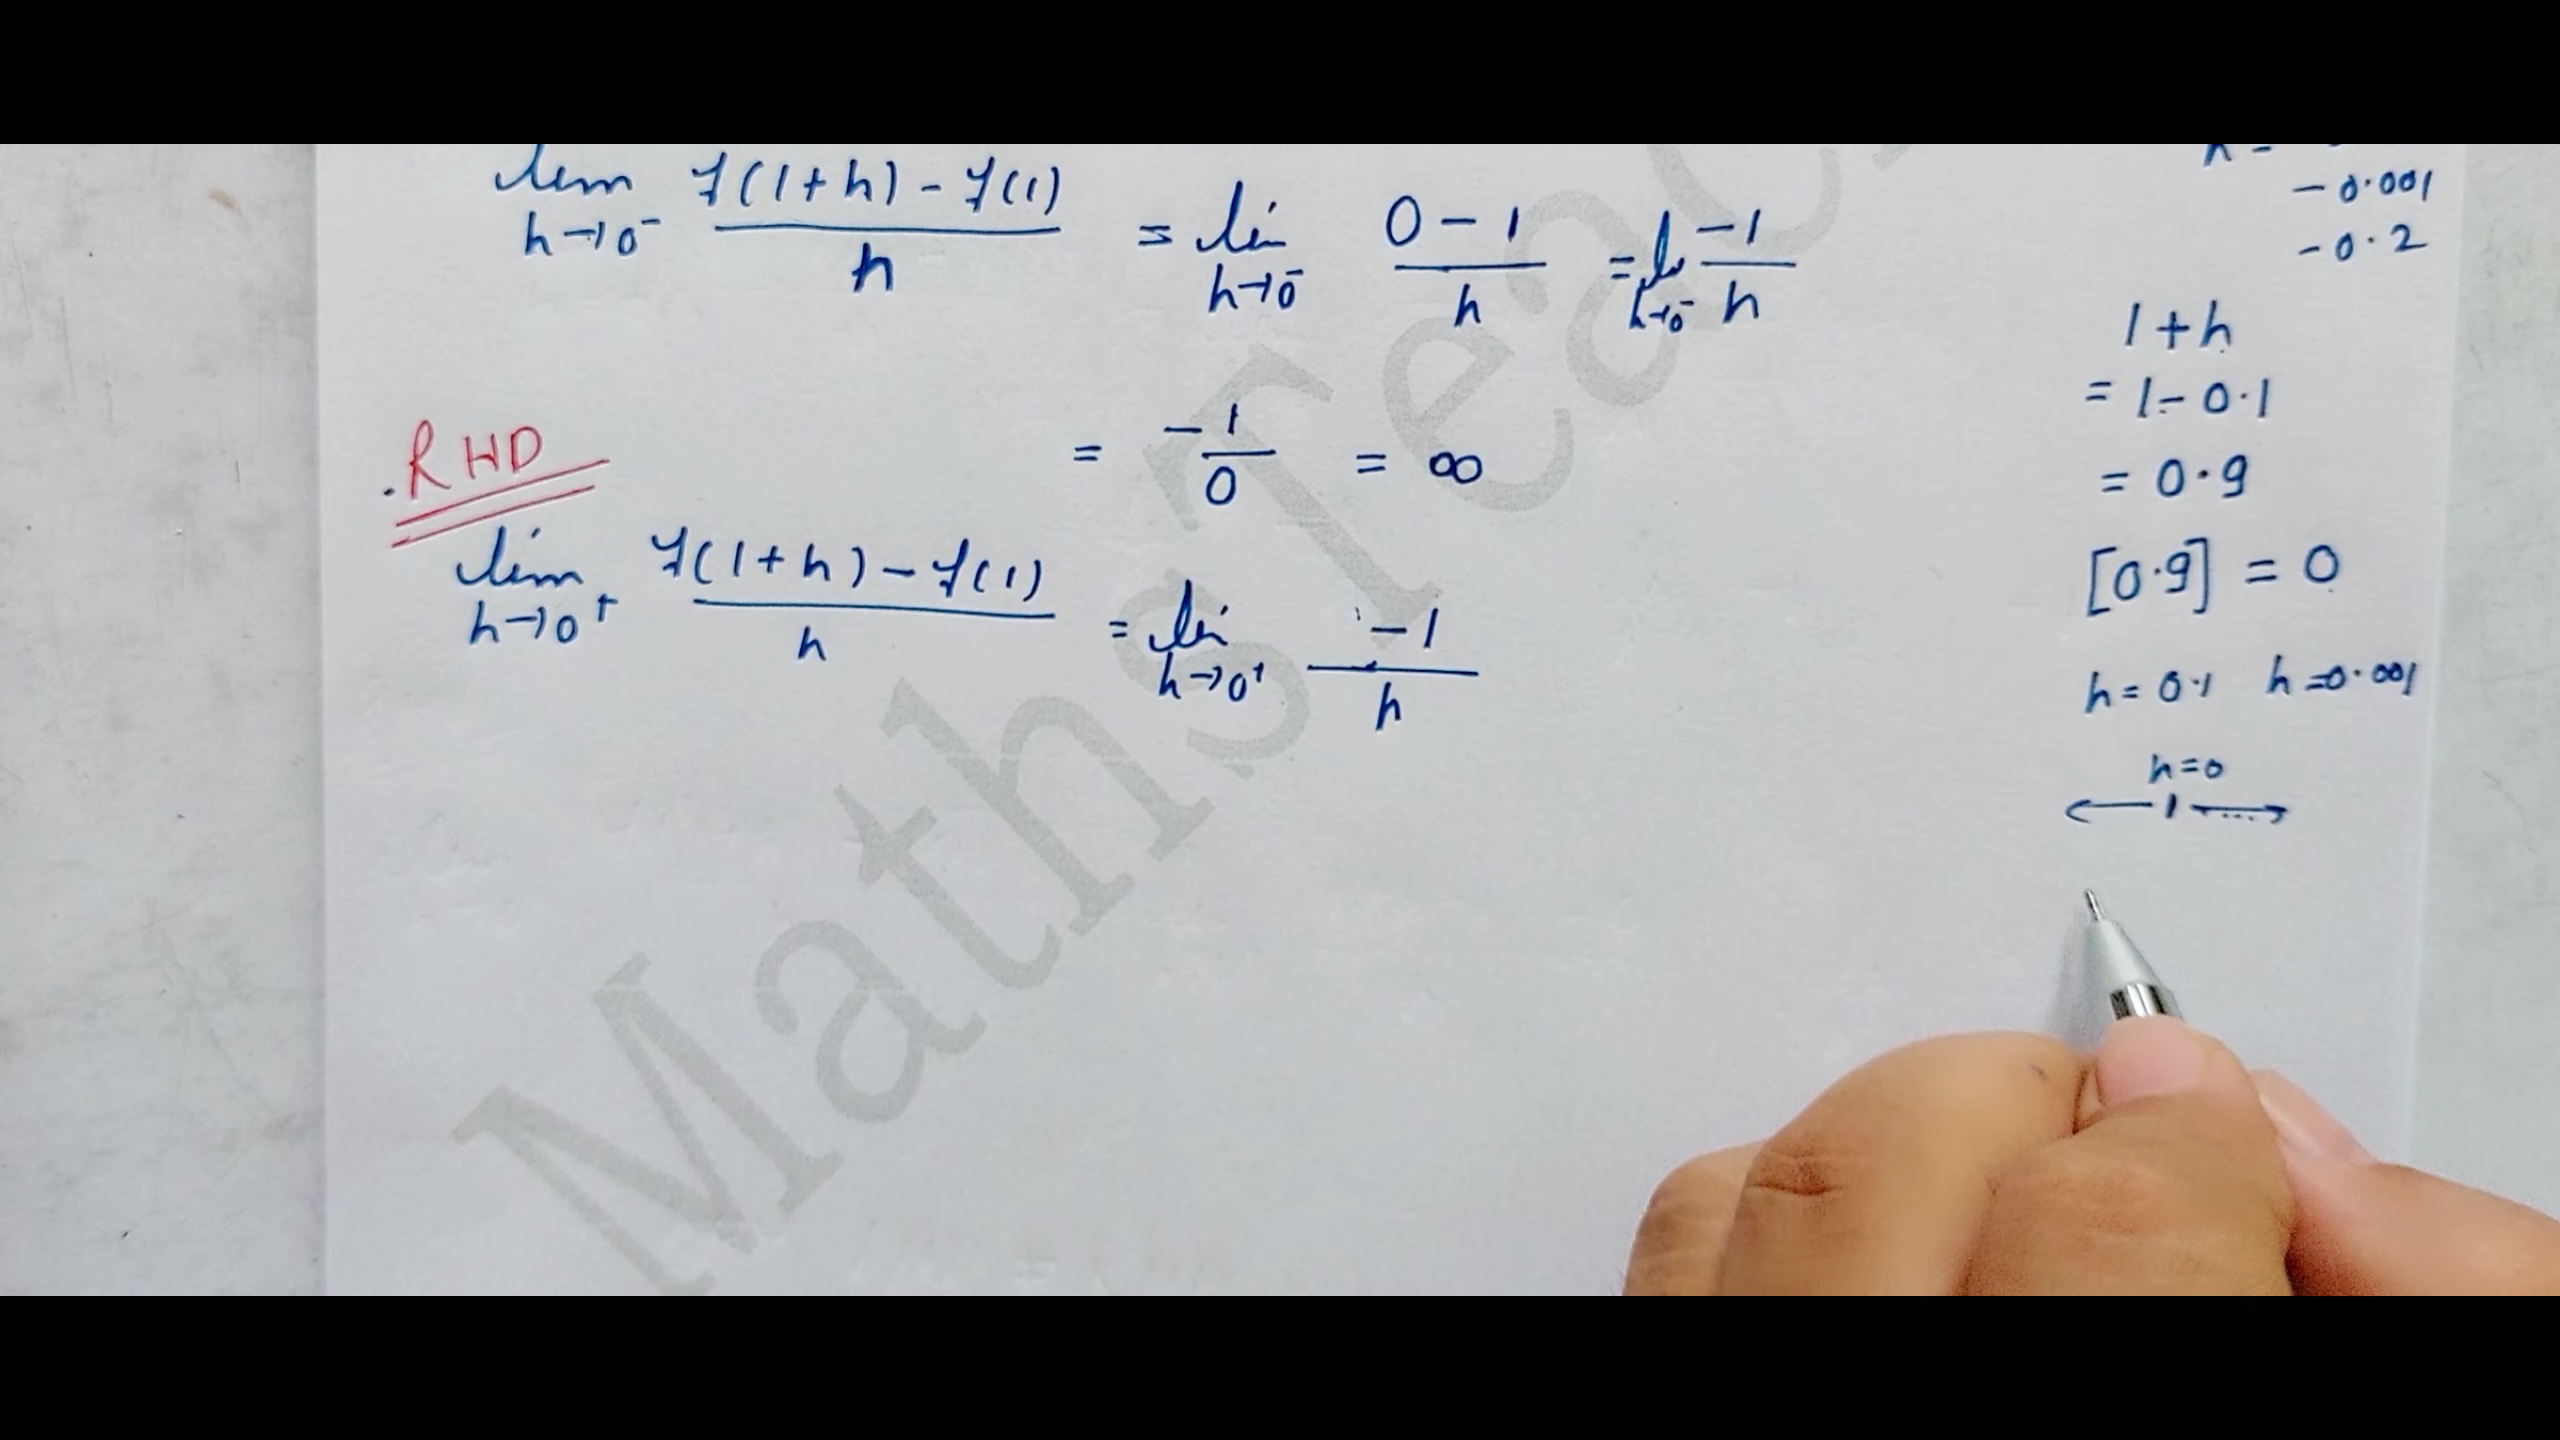 lim h→0⁻ f(1+h) - f(1) / h = lim h→0⁻ 0 - 1 / h = lim h→0⁻ -1 / h
= -1 / 0 = ∞
RHD
lim h→0⁺ f(1+h) - f(1) / h = lim h→0⁺ -1 / h
-0.001
-0.2
1+h
= 1-0.1
= 0.9
[0.9] = 0
h = 0.1 h = 0.001
h=0
1
Maths Teac